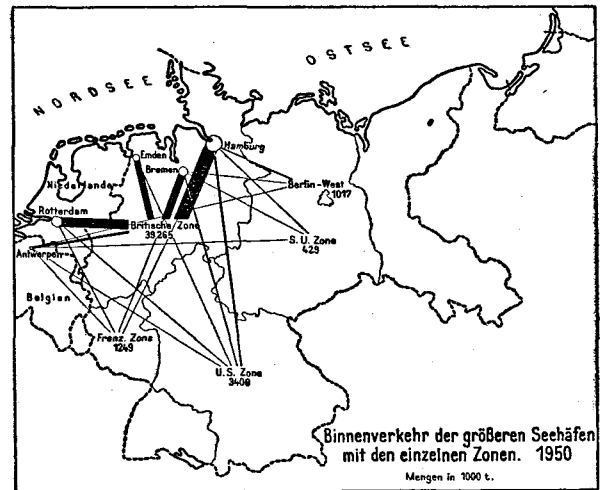 NORDSEE
OSTSEE
Hamburg
Emden
Bremen
Niederlande
Berlin-West
1017
Rotterdam
Britische Zone
39.265
S.U. Zone
429
Antwerpen
Belgien
Franz. Zone
1249
U.S. Zone
3408
Binnenverkehr der größeren Seehäfen
mit den einzelnen Zonen. 1950
Mengen in 1000 t.